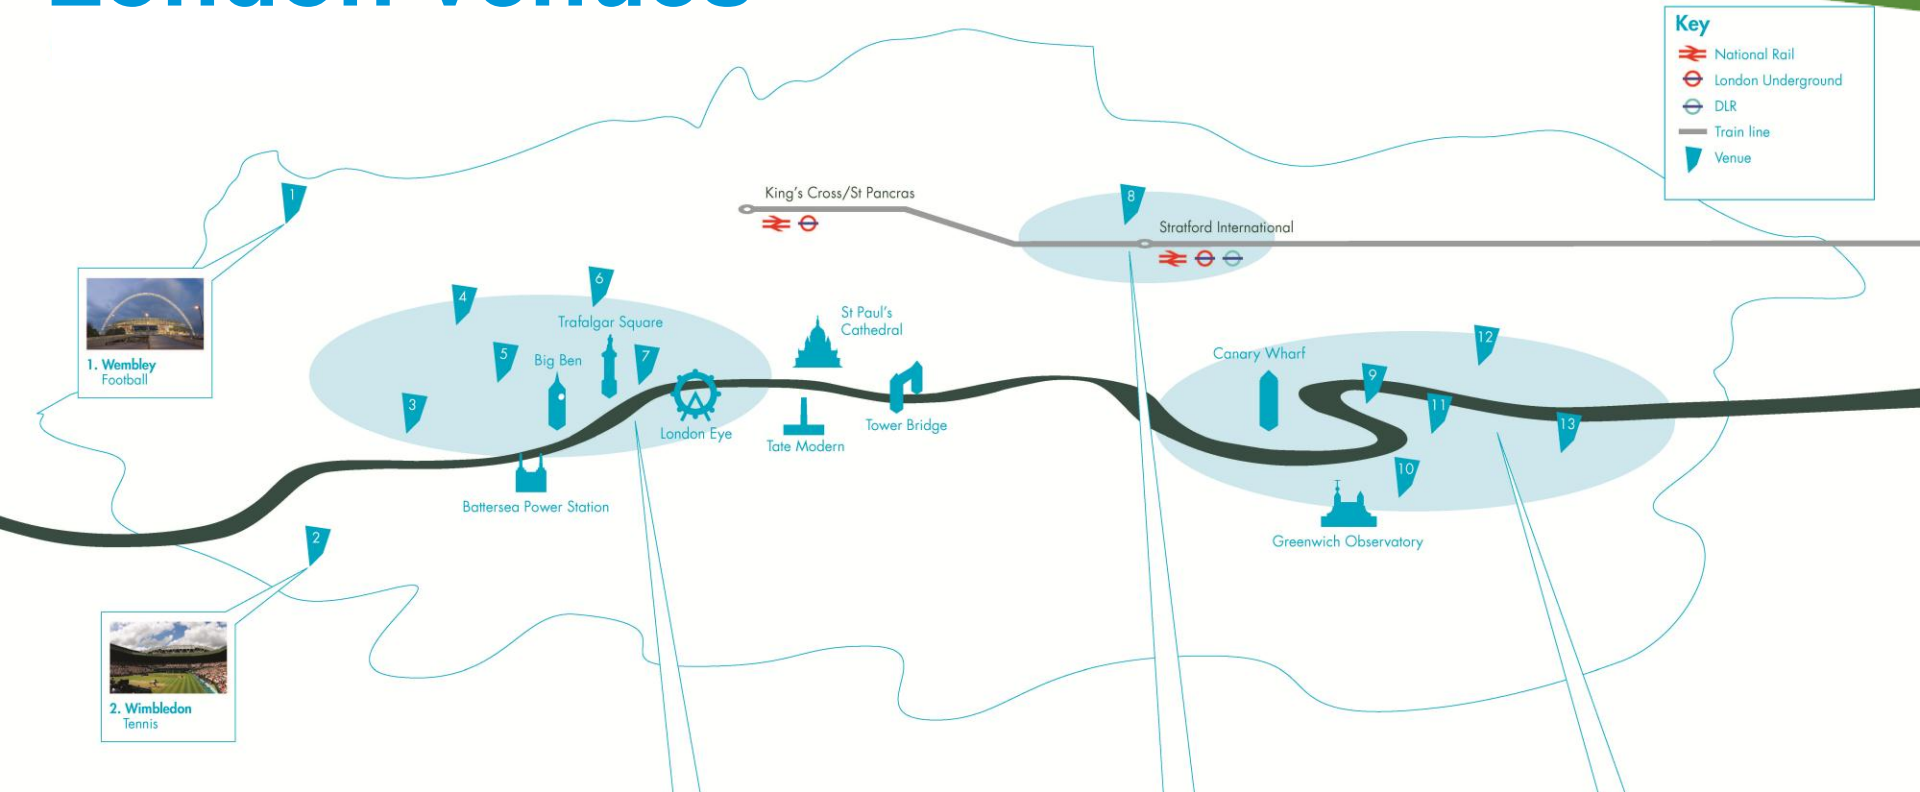 London Venues
Key
National Rail
London Underground
DLR
Train line
Venue
1
King's Cross/St Pancras
8
Stratford International
6
4
Trafalgar Square
St Paul's
Cathedral
5
Big Ben
7
3
London Eye
Tate Modern
Tower Bridge
Battersea Power Station
Canary Wharf
12
9
11
13
10
Greenwich Observatory
1. Wembley
Football
2
2. Wimbledon
Tennis